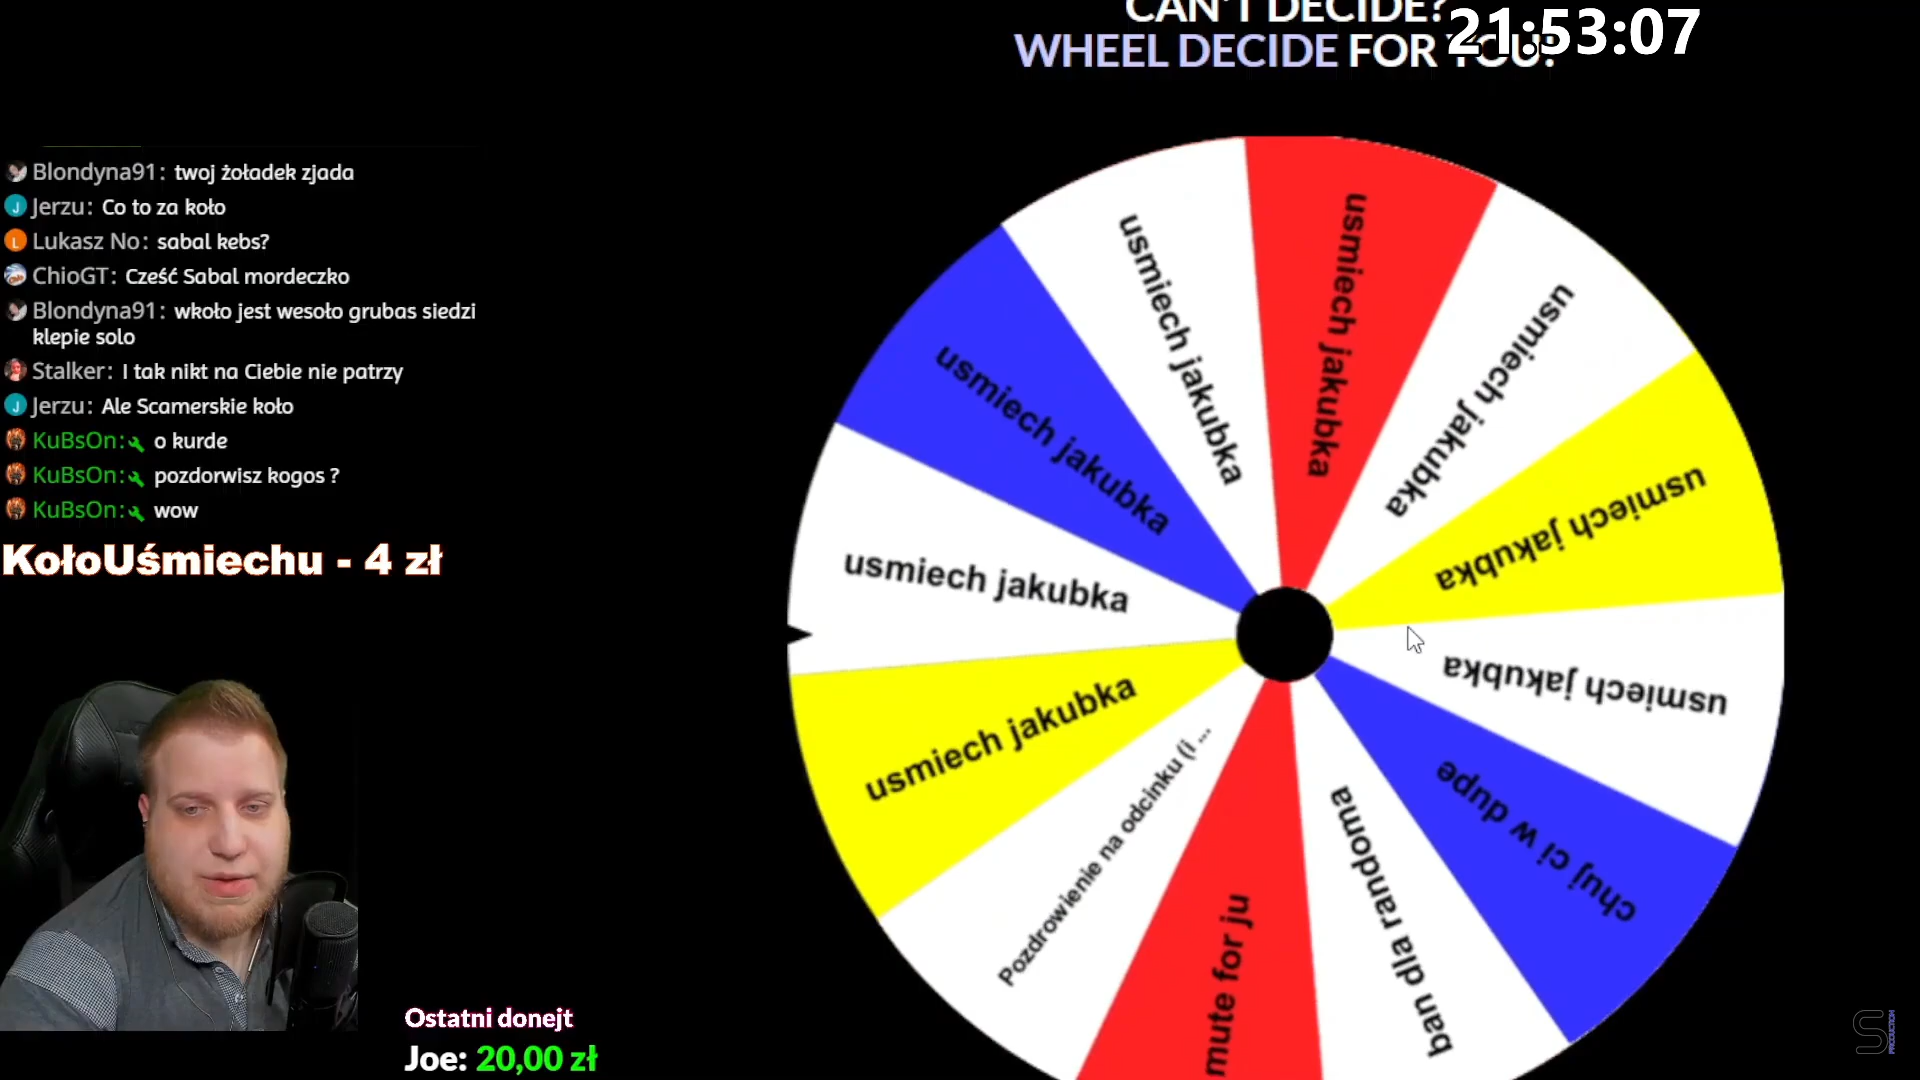 CAN'T DECIDE?
WHEEL DECIDE FOR YOU!
21:53:07
Blondyna91: twoj żoładek zjada
Jerzu: Co to za koło
Lukasz No: sabal kebs?
ChioGT: Cześć Sabal mordeczko
Blondyna91: wkoło jest wesoło grubas siedzi
klepie solo
Stalker: I tak nikt na Ciebie nie patrzy
Jerzu: Ale Scamerskie koło
KuBsOn: o kurde
KuBsOn: pozdorwisz kogos ?
KuBsOn: wow
KołoUśmiechu - 4 zł
usmiech jakubka
usmiech jakubka
usmiech jakubka
usmiech jakubka
usmiech jakubka
usmiech jakubka
usmiech jakubka
chuj ci w dupe
ban dla randoma
mute for ju
Pozdrowienie na odcinku (i ...
usmiech jakubka
Ostatni donejt
Joe: 20,00 zł
S PRODUCTION